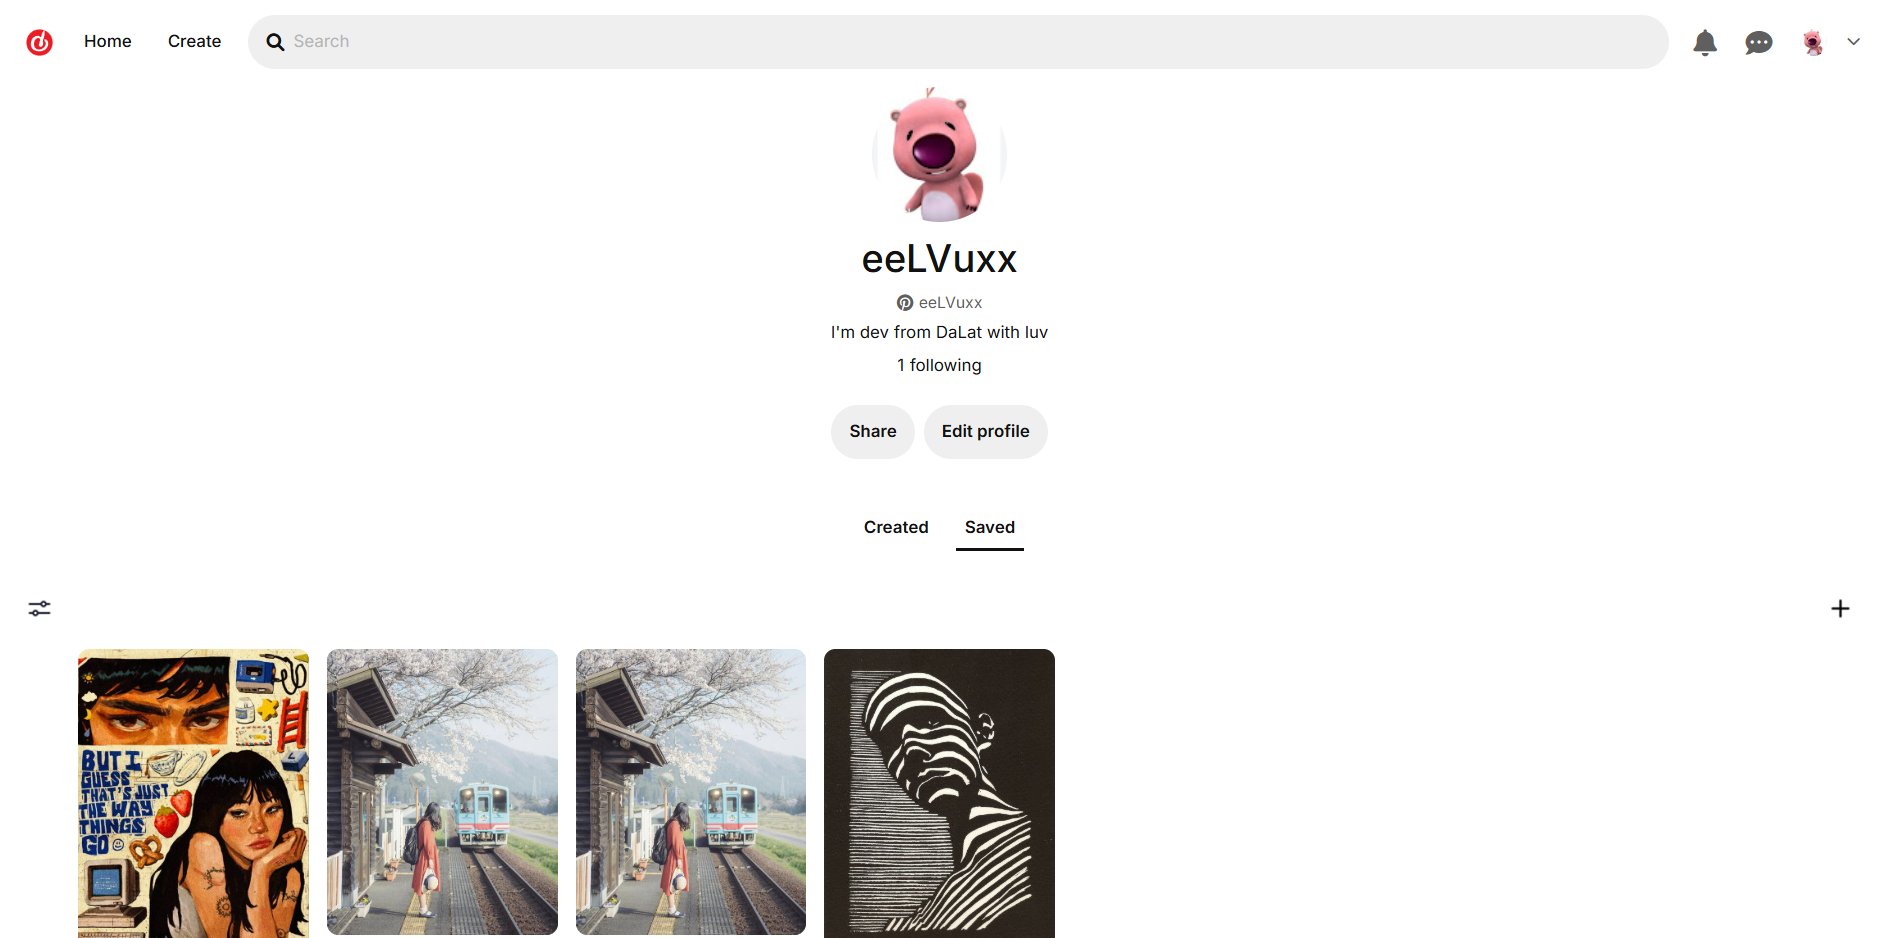 Home
Create
Search
eeLVuxx
eeLVuxx
I'm dev from DaLat with luv
1 following
Share
Edit profile
Created
Saved
BUT I
GUESS
THAT'S JUST
THE WAY
THINGS
GO